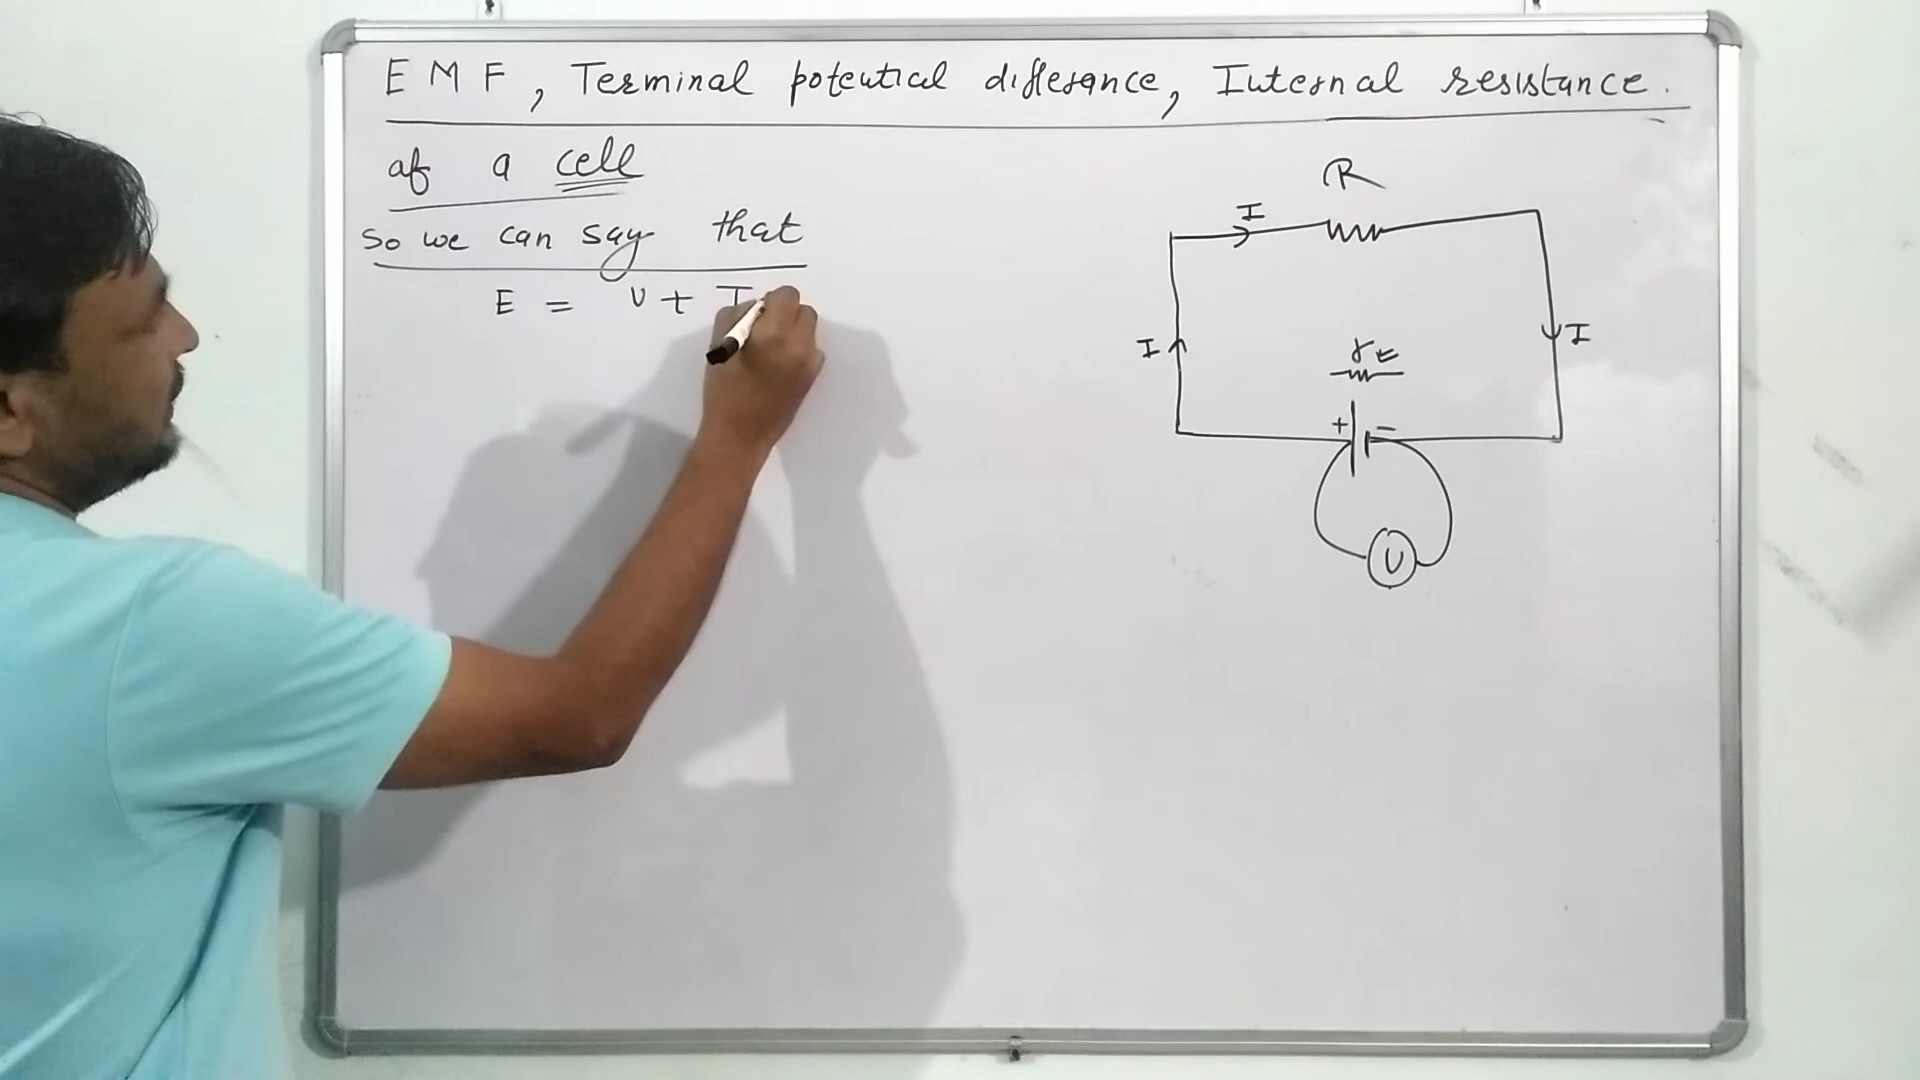 EMF, Terminal potential difference, Internal resistance.
of a cell
So we can say that
E = V + I
R
I
I
I
r
+ -
V